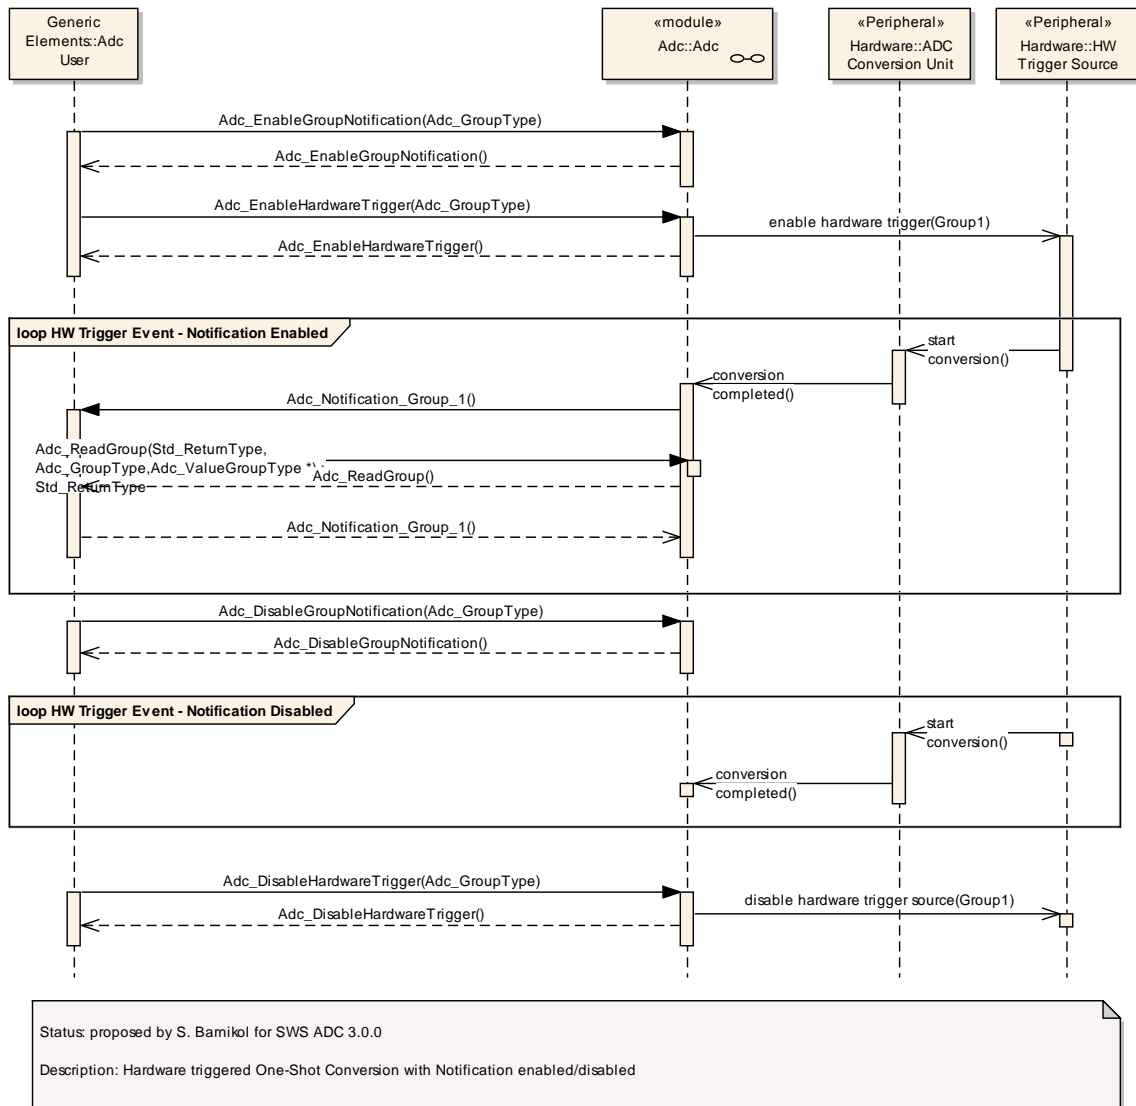 Generic
Elements::Adc
User
«module»
Adc::Adc
«Peripheral»
Hardware::ADC
Conversion Unit
«Peripheral»
Hardware::HW
Trigger Source
Adc_EnableGroupNotification(Adc_GroupType)
Adc_EnableGroupNotification()
Adc_EnableHardwareTrigger(Adc_GroupType)
enable hardware trigger(Group1)
Adc_EnableHardwareTrigger()
loop HW Trigger Event - Notification Enabled
start
conversion()
conversion
completed()
Adc_Notification_Group_1()
Adc_ReadGroup(Std_ReturnType,
Adc_GroupType,Adc_ValueGroupType *) :
Std_ReturnType
Adc_ReadGroup()
Adc_Notification_Group_1()
Adc_DisableGroupNotification(Adc_GroupType)
Adc_DisableGroupNotification()
loop HW Trigger Event - Notification Disabled
start
conversion()
conversion
completed()
Adc_DisableHardwareTrigger(Adc_GroupType)
disable hardware trigger source(Group1)
Adc_DisableHardwareTrigger()
Status: proposed by S. Barnikol for SWS ADC 3.0.0
Description: Hardware triggered One-Shot Conversion with Notification enabled/disabled